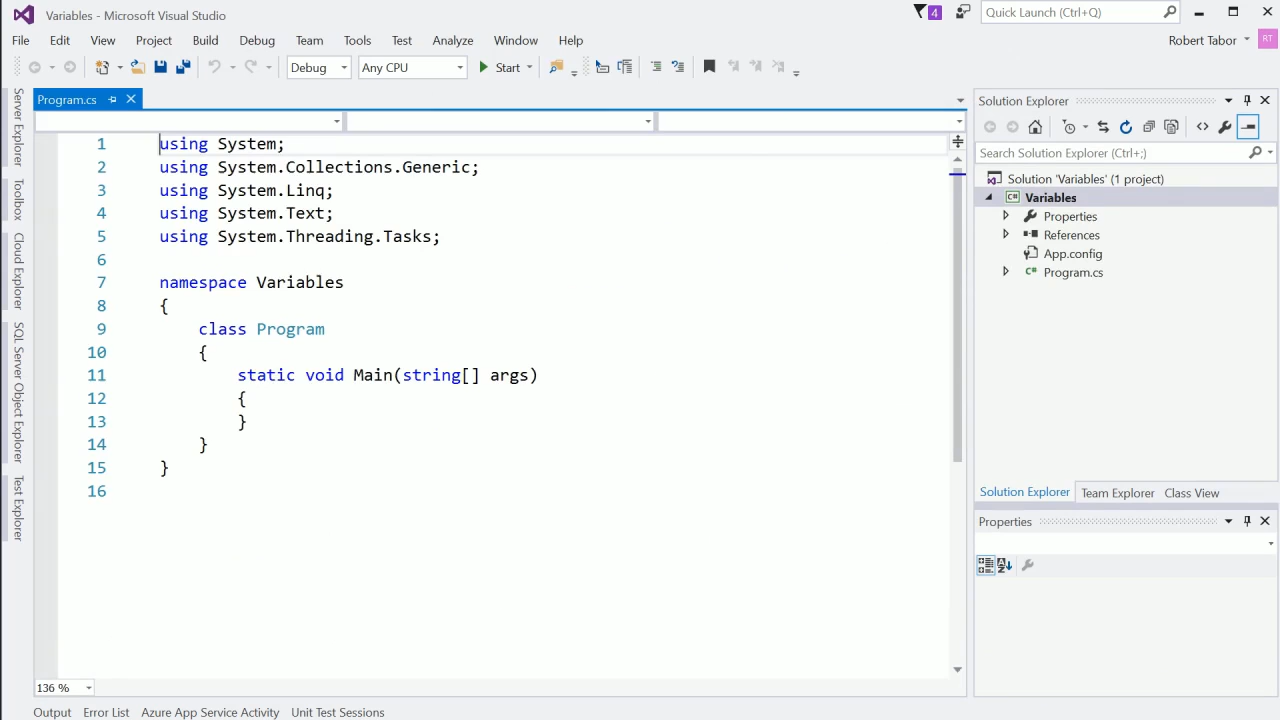 Variables - Microsoft Visual Studio
4
Quick Launch (Ctrl+Q)
File Edit View Project Build Debug Team Tools Test Analyze Window Help
Robert Tabor RT
Debug Any CPU Start
Server Explorer
Toolbox
Cloud Explorer
SQL Server Object Explorer
Test Explorer
Program.cs
1 using System;
2 using System.Collections.Generic;
3 using System.Linq;
4 using System.Text;
5 using System.Threading.Tasks;
6
7 namespace Variables
8 {
9 class Program
10 {
11 static void Main(string[] args)
12 {
13 }
14 }
15 }
16
136 %
Solution Explorer
Search Solution Explorer (Ctrl+;)
Solution 'Variables' (1 project)
C# Variables
Properties
References
App.config
C# Program.cs
Solution Explorer Team Explorer Class View
Properties
Output Error List Azure App Service Activity Unit Test Sessions